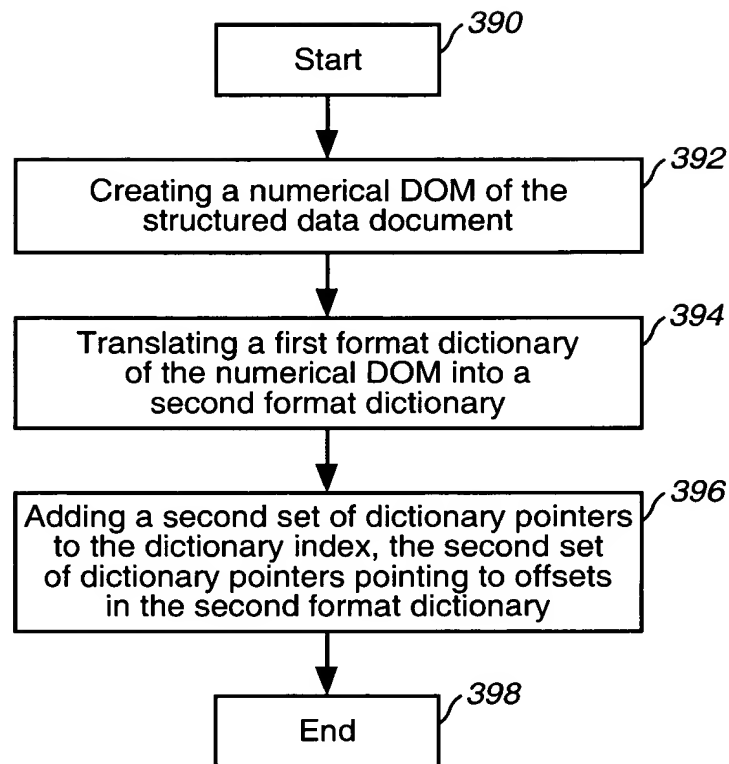 390
Start
392
Creating a numerical DOM of the
structured data document
394
Translating a first format dictionary
of the numerical DOM into a
second format dictionary
396
Adding a second set of dictionary pointers
to the dictionary index, the second set
of dictionary pointers pointing to offsets
in the second format dictionary
398
End